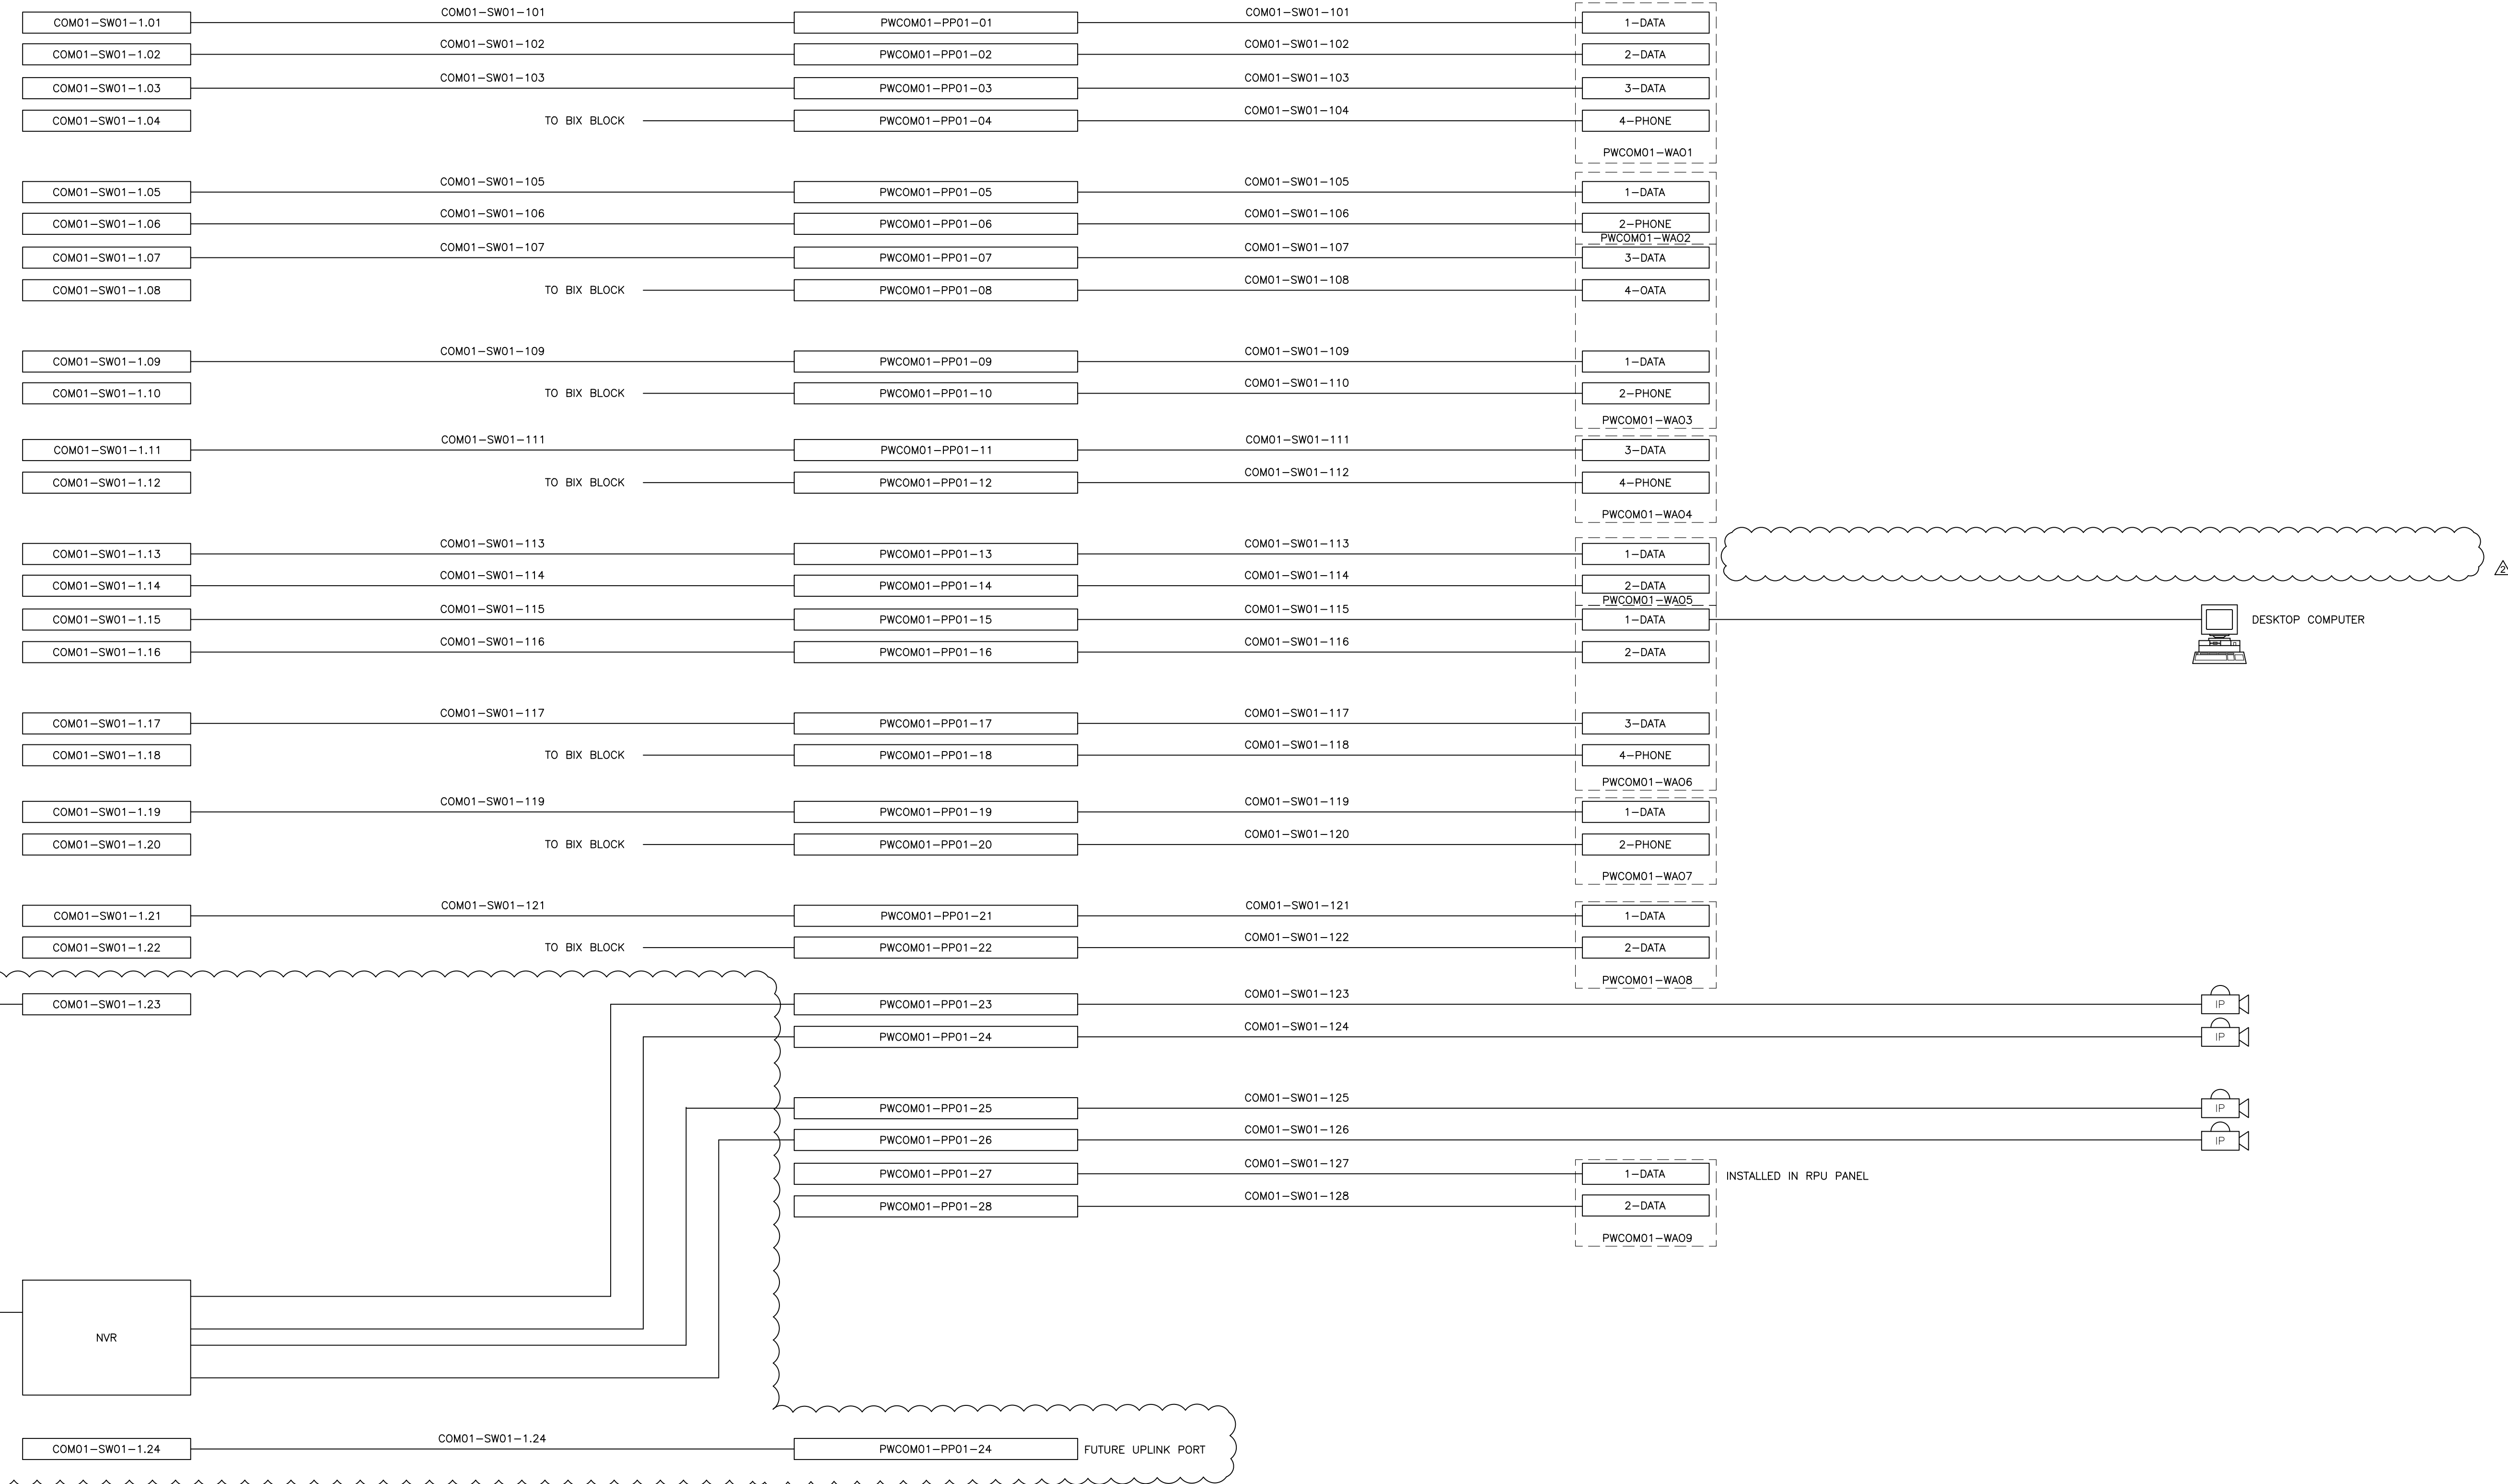 COM01-SW01-101 COM01-SW01-101
COM01-SW01-1.01 PWCOM01-PP01-01 1-DATA
COM01-SW01-102 COM01-SW01-102
COM01-SW01-1.02 PWCOM01-PP01-02 2-DATA
COM01-SW01-103 COM01-SW01-103
COM01-SW01-1.03 PWCOM01-PP01-03 3-DATA
COM01-SW01-104
COM01-SW01-1.04 TO BIX BLOCK PWCOM01-PP01-04 4-PHONE
PWCOM01-WAO1
COM01-SW01-105 COM01-SW01-105
COM01-SW01-1.05 PWCOM01-PP01-05 1-DATA
COM01-SW01-106 COM01-SW01-106
COM01-SW01-1.06 PWCOM01-PP01-06 2-PHONE
PWCOM01-WAO2
COM01-SW01-107 COM01-SW01-107
COM01-SW01-1.07 PWCOM01-PP01-07 3-DATA
COM01-SW01-108
COM01-SW01-1.08 TO BIX BLOCK PWCOM01-PP01-08 4-OATA
COM01-SW01-109 COM01-SW01-109
COM01-SW01-1.09 PWCOM01-PP01-09 1-DATA
COM01-SW01-110
COM01-SW01-1.10 TO BIX BLOCK PWCOM01-PP01-10 2-PHONE
PWCOM01-WAO3
COM01-SW01-111 COM01-SW01-111
COM01-SW01-1.11 PWCOM01-PP01-11 3-DATA
COM01-SW01-112
COM01-SW01-1.12 TO BIX BLOCK PWCOM01-PP01-12 4-PHONE
PWCOM01-WAO4
COM01-SW01-113 COM01-SW01-113
COM01-SW01-1.13 PWCOM01-PP01-13 1-DATA
2
COM01-SW01-114 COM01-SW01-114
COM01-SW01-1.14 PWCOM01-PP01-14 2-DATA
PWCOM01-WAO5
COM01-SW01-115 COM01-SW01-115
COM01-SW01-1.15 PWCOM01-PP01-15 1-DATA DESKTOP COMPUTER
COM01-SW01-116 COM01-SW01-116
COM01-SW01-1.16 PWCOM01-PP01-16 2-DATA
COM01-SW01-117 COM01-SW01-117
COM01-SW01-1.17 PWCOM01-PP01-17 3-DATA
COM01-SW01-118
COM01-SW01-1.18 TO BIX BLOCK PWCOM01-PP01-18 4-PHONE
PWCOM01-WAO6
COM01-SW01-119 COM01-SW01-119
COM01-SW01-1.19 PWCOM01-PP01-19 1-DATA
COM01-SW01-120
COM01-SW01-1.20 TO BIX BLOCK PWCOM01-PP01-20 2-PHONE
PWCOM01-WAO7
COM01-SW01-121 COM01-SW01-121
COM01-SW01-1.21 PWCOM01-PP01-21 1-DATA
COM01-SW01-122
COM01-SW01-1.22 TO BIX BLOCK PWCOM01-PP01-22 2-DATA
PWCOM01-WAO8
COM01-SW01-123
COM01-SW01-1.23 PWCOM01-PP01-23 IP
COM01-SW01-124
PWCOM01-PP01-24 IP
COM01-SW01-125
PWCOM01-PP01-25 IP
COM01-SW01-126
PWCOM01-PP01-26 IP
COM01-SW01-127
PWCOM01-PP01-27 1-DATA INSTALLED IN RPU PANEL
COM01-SW01-128
PWCOM01-PP01-28 2-DATA
PWCOM01-WAO9
NVR
COM01-SW01-1.24
COM01-SW01-1.24 PWCOM01-PP01-24 FUTURE UPLINK PORT